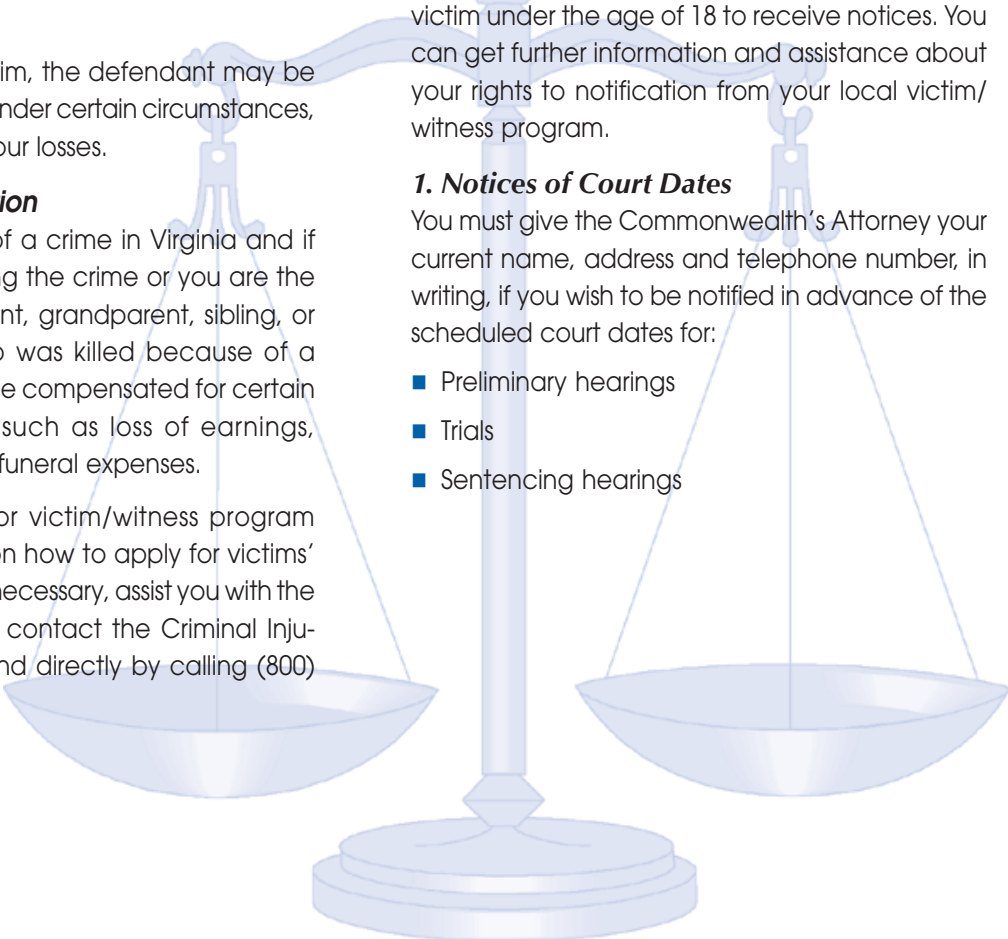 im, the defendant may be
nder certain circumstances,
our losses.
ion
of a crime in Virginia and if
ng the crime or you are the
nt, grandparent, sibling, or
o was killed because of a
e compensated for certain
such as loss of earnings,
funeral expenses.
or victim/witness program
on how to apply for victims’
necessary, assist you with the
contact the Criminal Inju-
nd directly by calling (800)
victim under the age of 18 to receive notices. You
can get further information and assistance about
your rights to notification from your local victim/
witness program.
1. Notices of Court Dates
You must give the Commonwealth’s Attorney your
current name, address and telephone number, in
writing, if you wish to be notified in advance of the
scheduled court dates for:
■ Preliminary hearings
■ Trials
■ Sentencing hearings